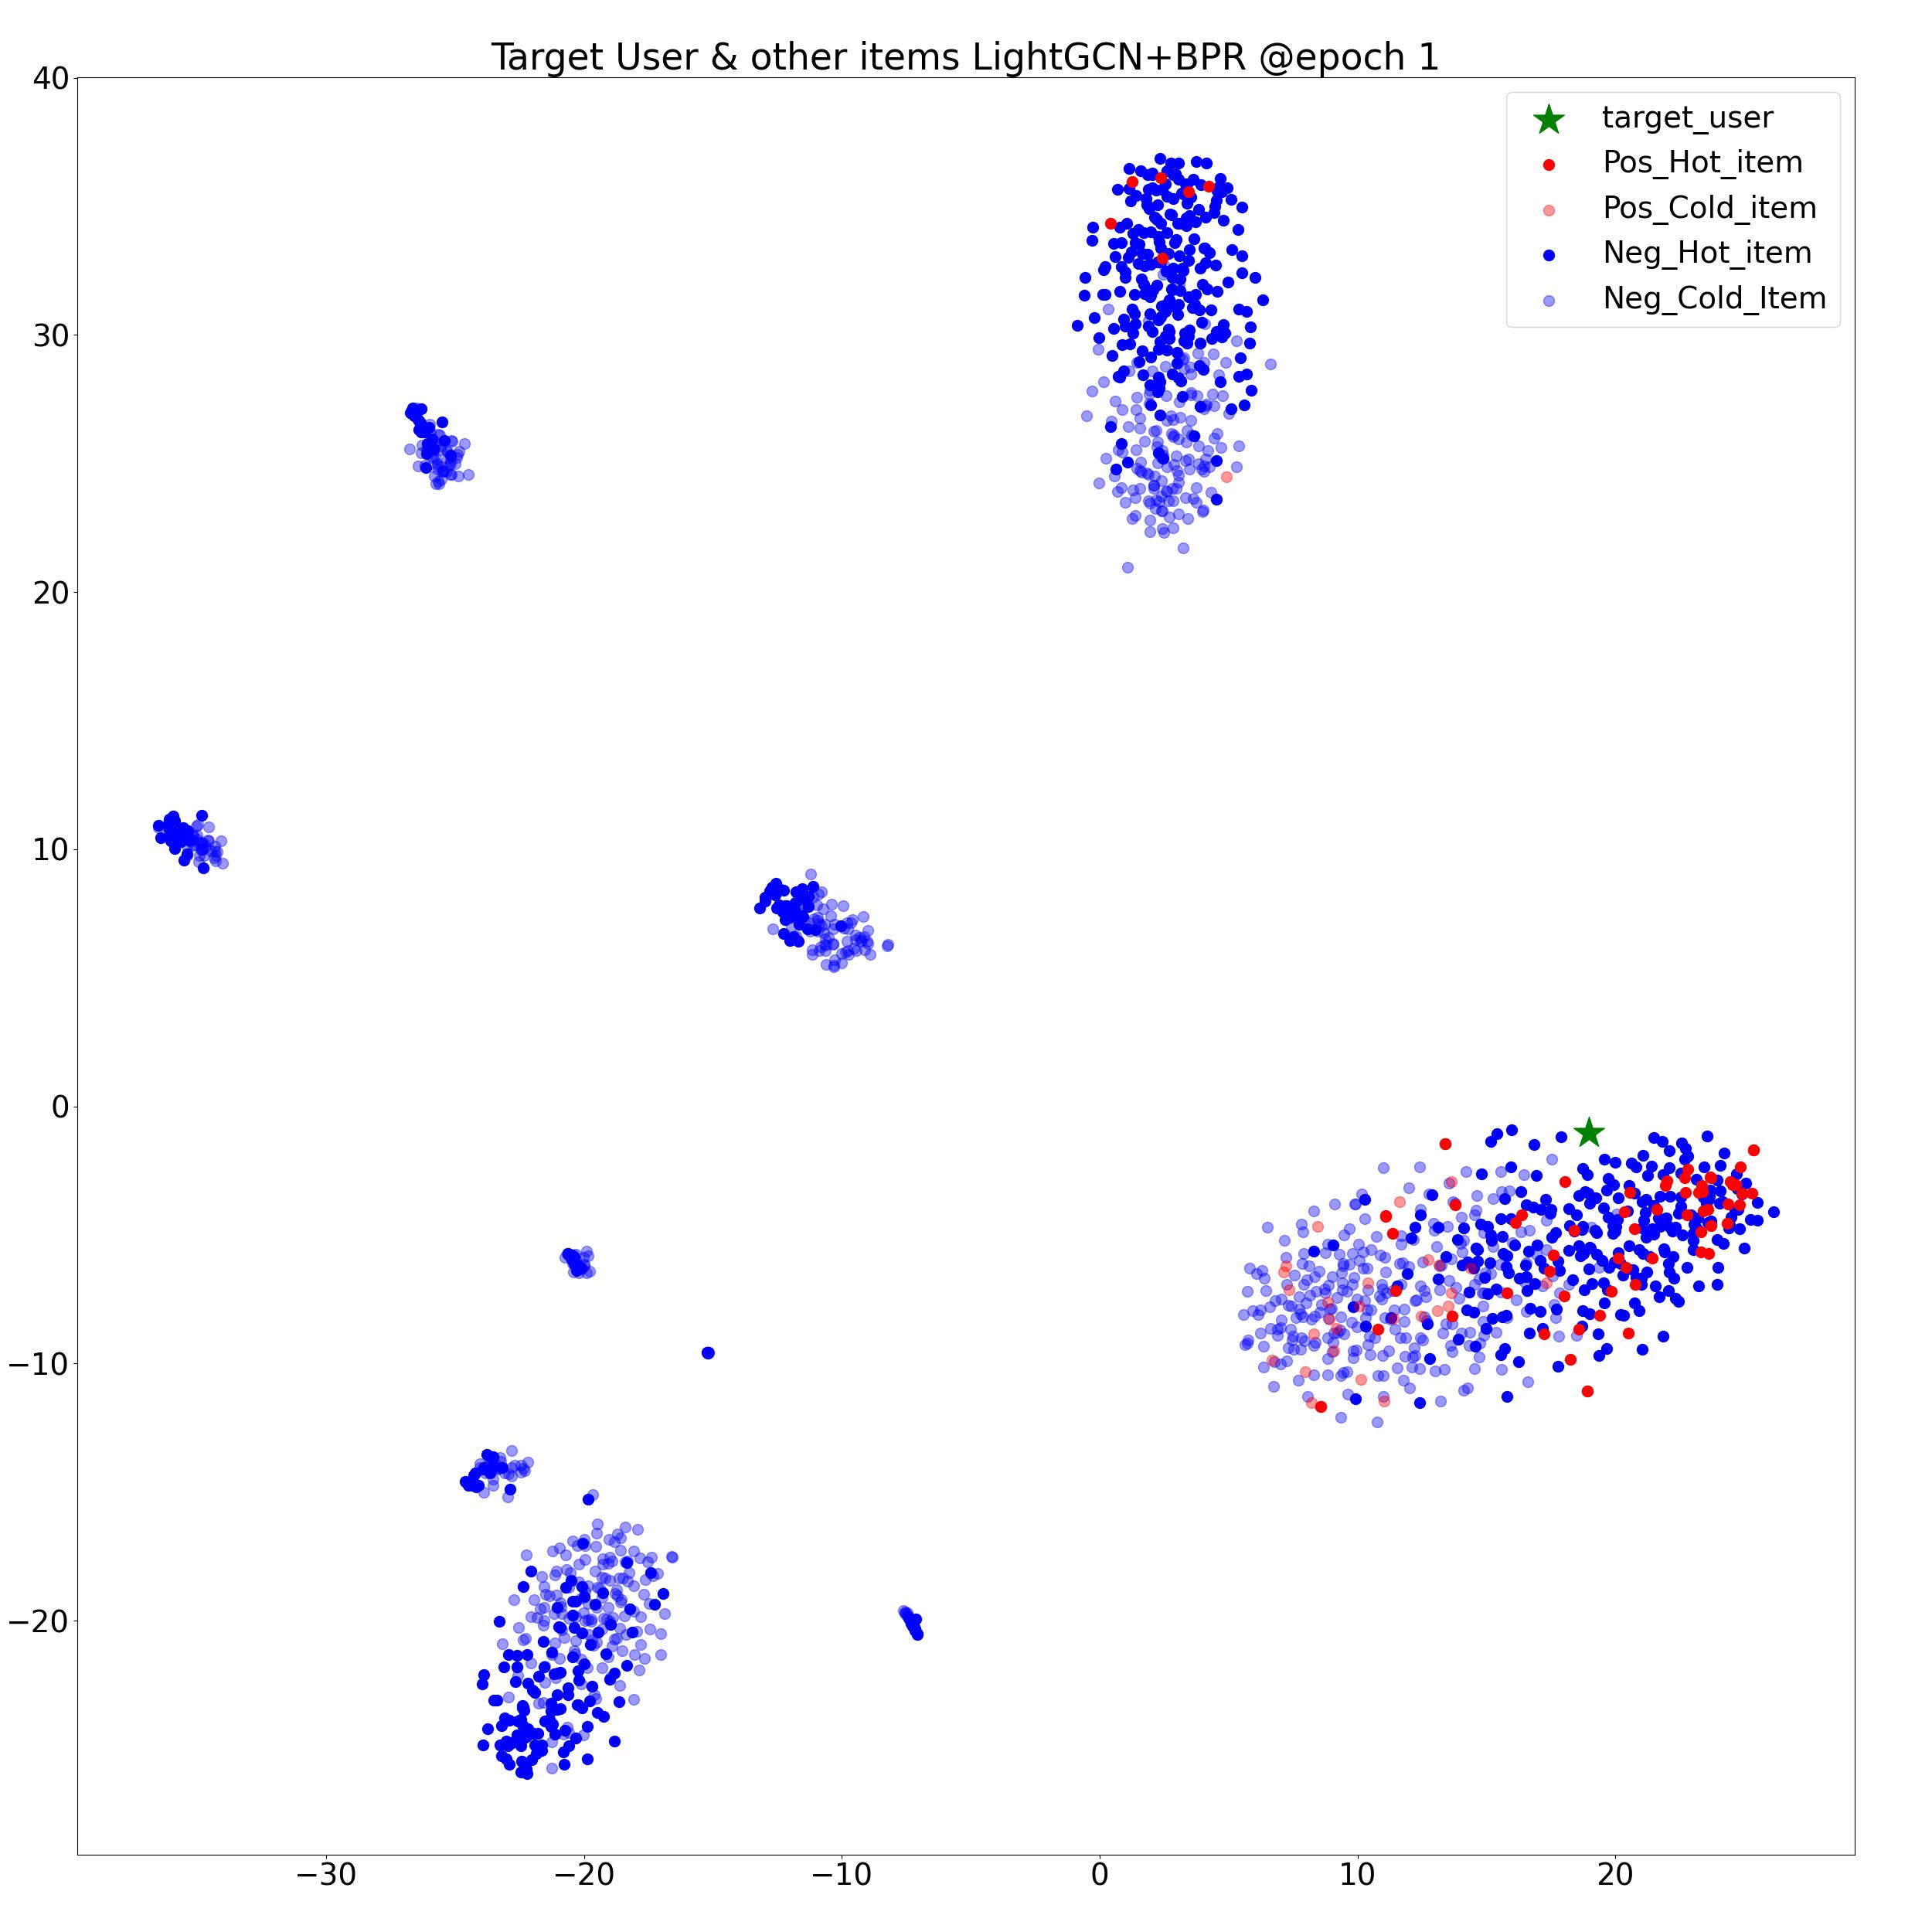 Target User & other items LightGCN+BPR @epoch 1
target_user
Pos_Hot_item
Pos_Cold_item
Neg_Hot_item
Neg_Cold_Item
40
30
20
10
0
−10
−20
−30
−20
−10
0
10
20